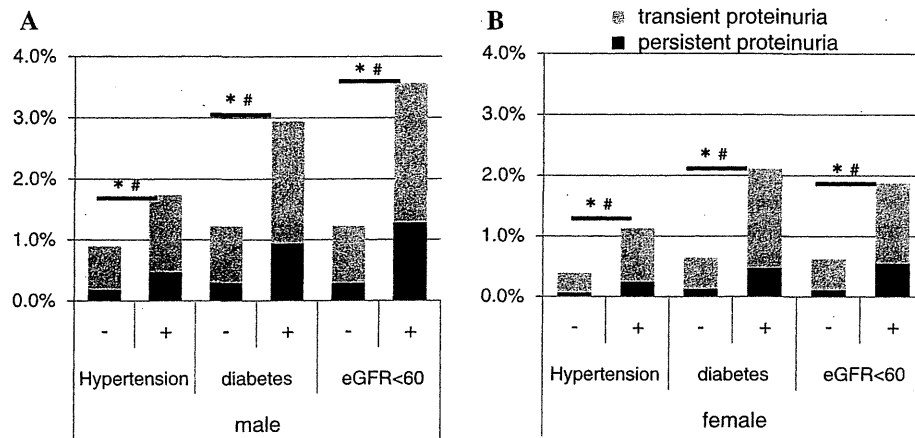 A
B
transient proteinuria
persistent proteinuria
4.0%
3.0%
2.0%
1.0%
0.0%
* #
* #
* #
- + - + - +
Hypertension diabetes eGFR<60
male
4.0%
3.0%
2.0%
1.0%
0.0%
* #
* #
* #
- + - + - +
Hypertension diabetes eGFR<60
female